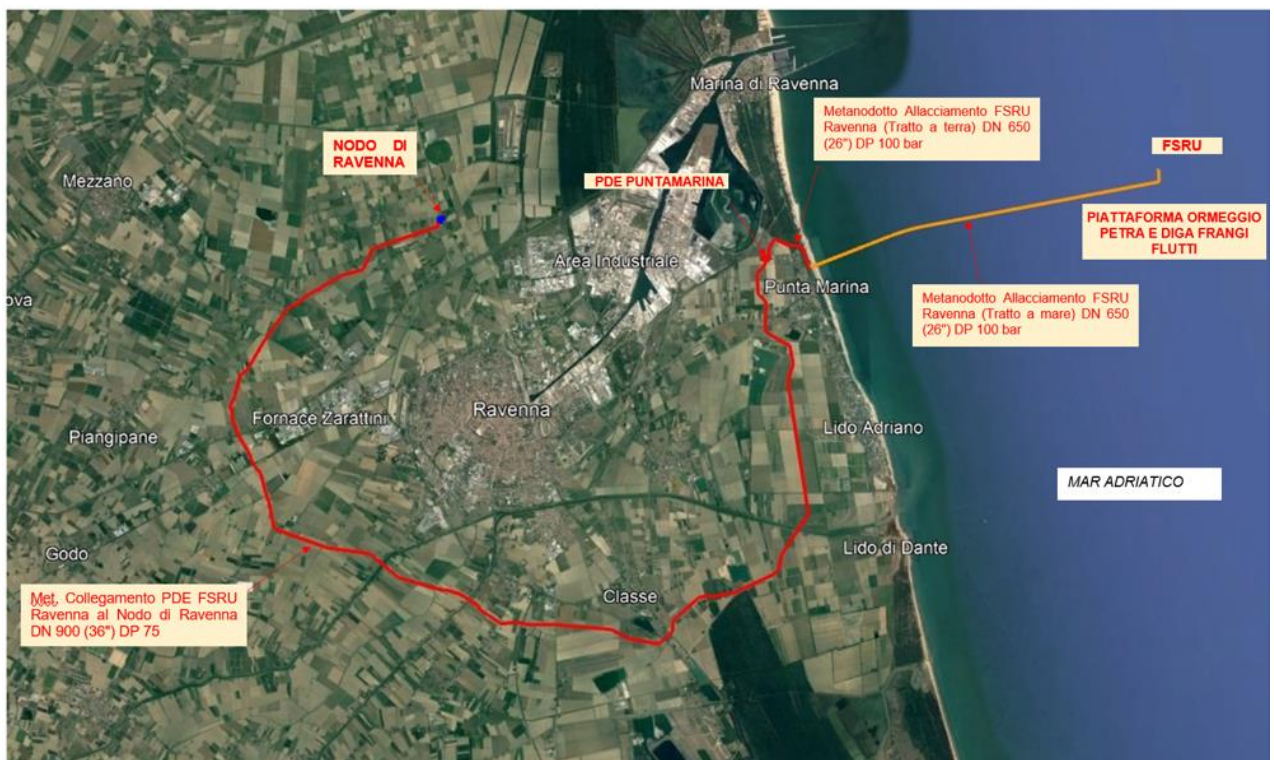 Marina di Ravenna
Metanodotto Allacciamento FSRU
Ravenna (Tratto a terra) DN 650
(26") DP 100 bar
NODO DI
RAVENNA
FSRU
Mezzano
PDE PUNTAMARINA
PIATTAFORMA ORMEGGIO
PETRA E DIGA FRANGI
FLUTTI
Area Industriale
Punta Marina
ova
Metanodotto Allacciamento FSRU
Ravenna (Tratto a mare) DN 650
(26") DP 100 bar
Ravenna
Fornace Zarattini
Piangipane
Lido Adriano
MAR ADRIATICO
Godo
Lido di Dante
Classe
Met. Collegamento PDE FSRU
Ravenna al Nodo di Ravenna
DN 900 (36") DP 75